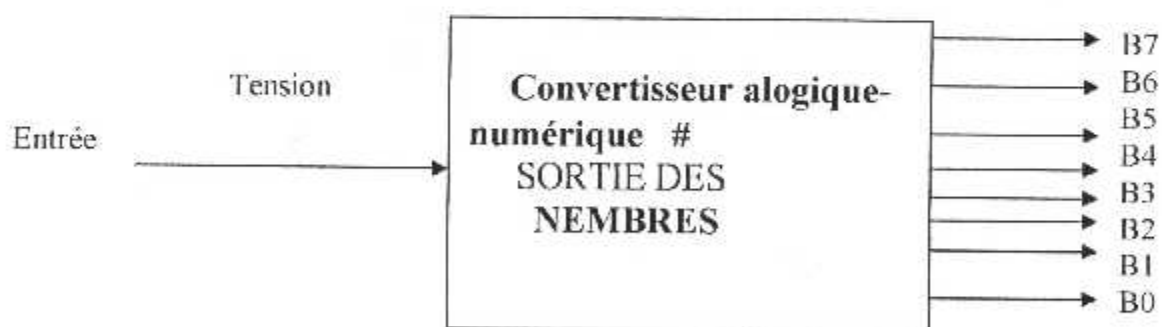 Tension
Entrée
Convertisseur alogique-
numérique #
SORTIE DES
NEMBRES
B7
B6
B5
B4
B3
B2
B1
B0